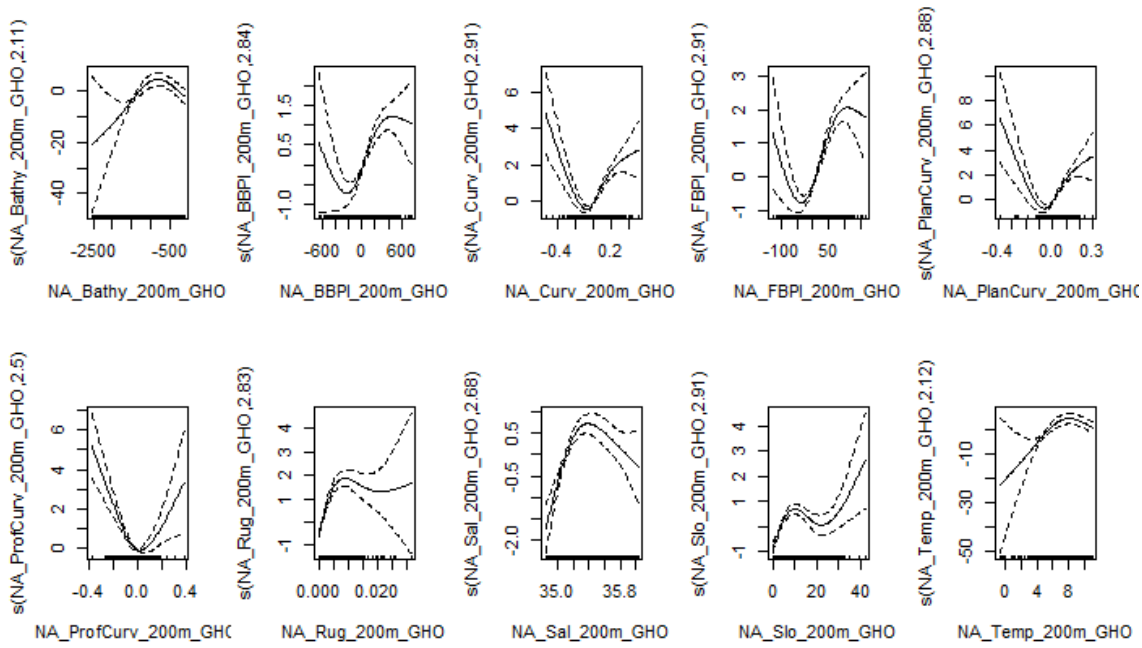 s(NA_Bathy_200m_GHO,2.11)
0
-20
-40
-2500 -500
NA_Bathy_200m_GHO
s(NA_BBPI_200m_GHO,2.84)
1.5
0.5
-1.0
-600 0 600
NA_BBPI_200m_GHO
s(NA_Curv_200m_GHO,2.91)
6
4
2
0
-0.4 0.2
NA_Curv_200m_GHO
s(NA_FBPI_200m_GHO,2.91)
3
2
1
0
-1
-100 50
NA_FBPI_200m_GHO
s(NA_PlanCurv_200m_GHO,2.88)
8
6
4
2
0
-0.4 0.0 0.3
NA_PlanCurv_200m_GHO
s(NA_ProfCurv_200m_GHO,2.5)
6
4
2
0
-0.4 0.0 0.4
NA_ProfCurv_200m_GH
s(NA_Rug_200m_GHO,2.83)
4
3
2
1
-1
0.000 0.020
NA_Rug_200m_GHO
s(NA_Sal_200m_GHO,2.68)
0.5
-0.5
-2.0
35.0 35.8
NA_Sal_200m_GHO
s(NA_Slo_200m_GHO,2.91)
4
3
2
1
-1
0 20 40
NA_Slo_200m_GHO
s(NA_Temp_200m_GHO,2.12)
-10
-30
-50
0 4 8
NA_Temp_200m_GHO